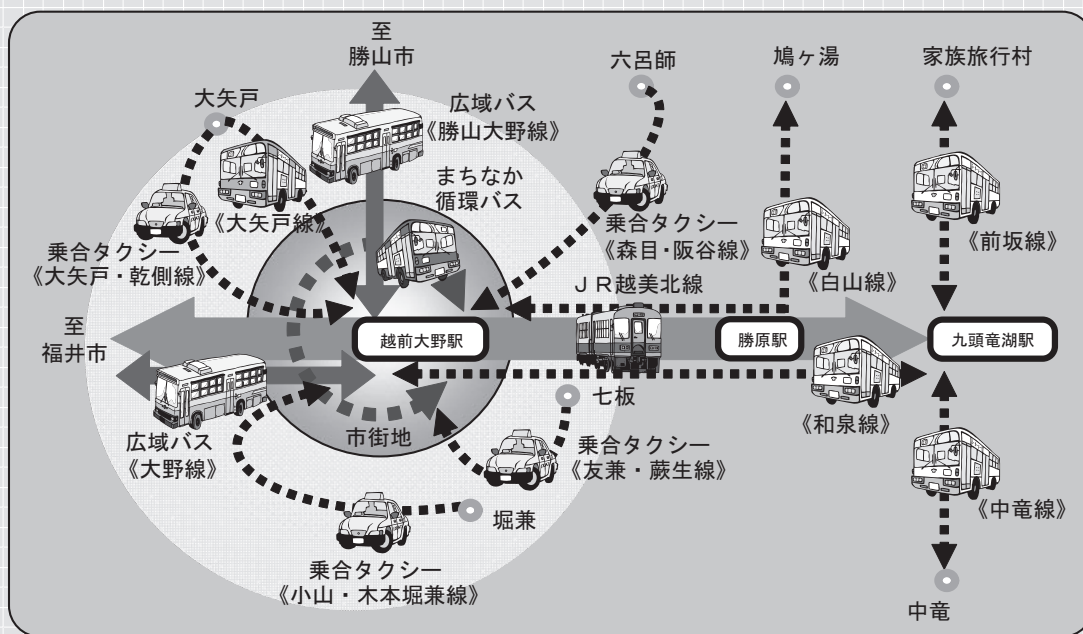 至
勝山市
六呂師
鳩ヶ湯
家族旅行村
大矢戸
広域バス
《勝山大野線》
まちなか
循環バス
《大矢戸線》
乗合タクシー
《大矢戸・乾側線》
乗合タクシー
《森目・阪谷線》
《白山線》
《前坂線》
ＪＲ越美北線
至
福井市
越前大野駅
勝原駅
九頭竜湖駅
七板
《和泉線》
広域バス
《大野線》
市街地
乗合タクシー
《友兼・蕨生線》
堀兼
《中竜線》
乗合タクシー
《小山・木本堀兼線》
中竜